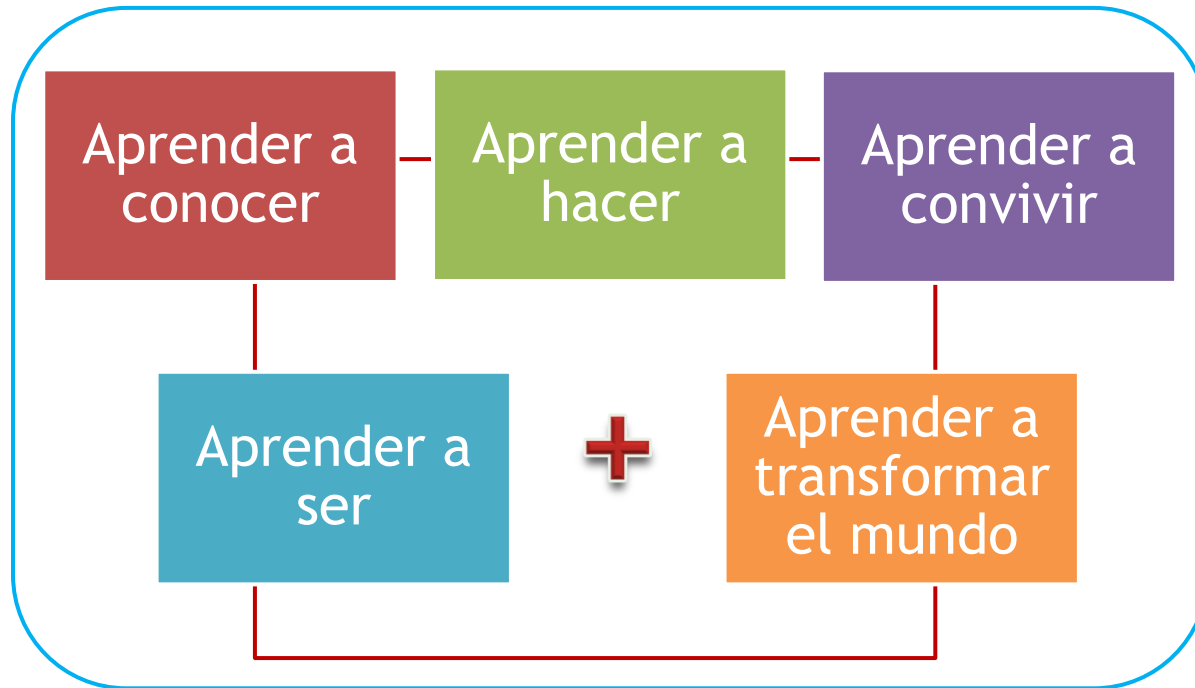 Aprender a
conocer
Aprender a
hacer
Aprender a
convivir
Aprender a
ser
Aprender a
transformar
el mundo